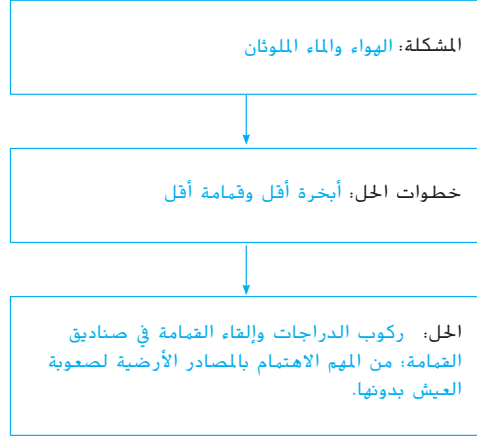 المشكلة: الهواء والماء الملوثان
خطوات الحل: أبخرة أقل وقمامة أقل
الحل: ركوب الدراجات وإلقاء القمامة في صناديق
القمامة؛ من المهم الاهتمام بالمصادر الأرضية لصعوبة
العيش بدونها.